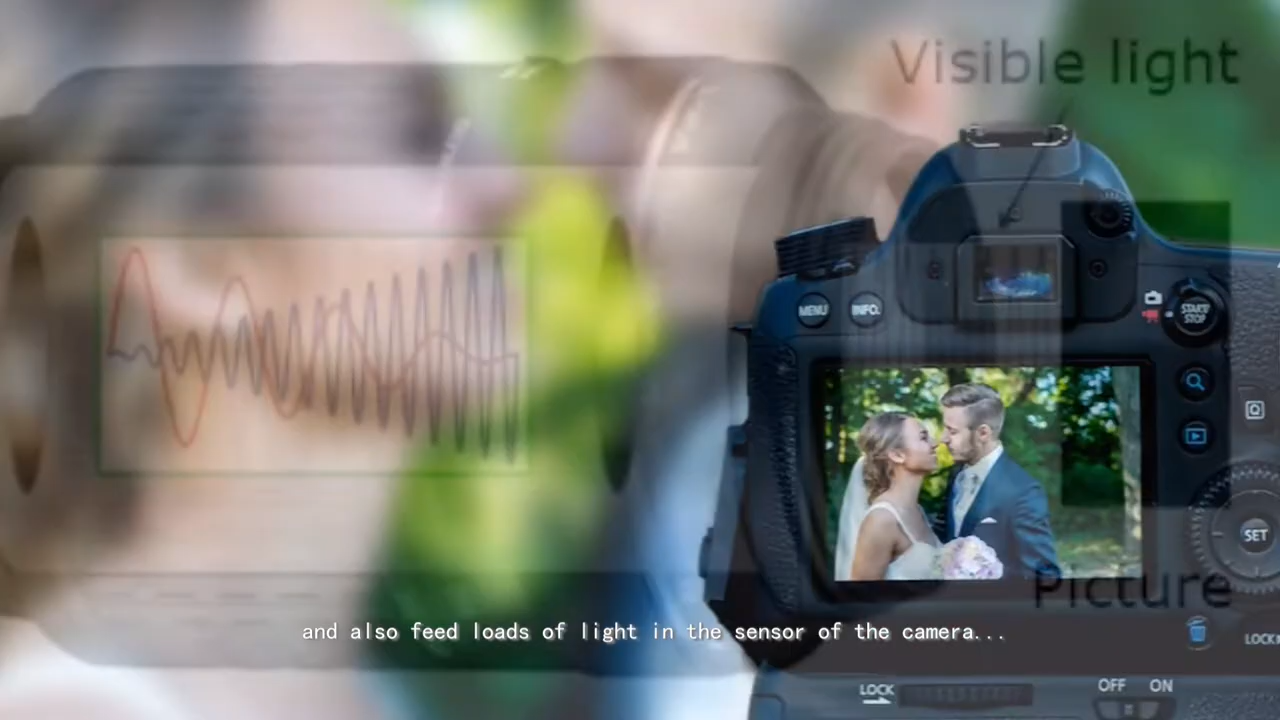 Visible light
MENU
INFO.
START/
STOP
Q
SET
Picture
and also feed loads of light in the sensor of the camera...
LOCK
LOCK
OFF
ON